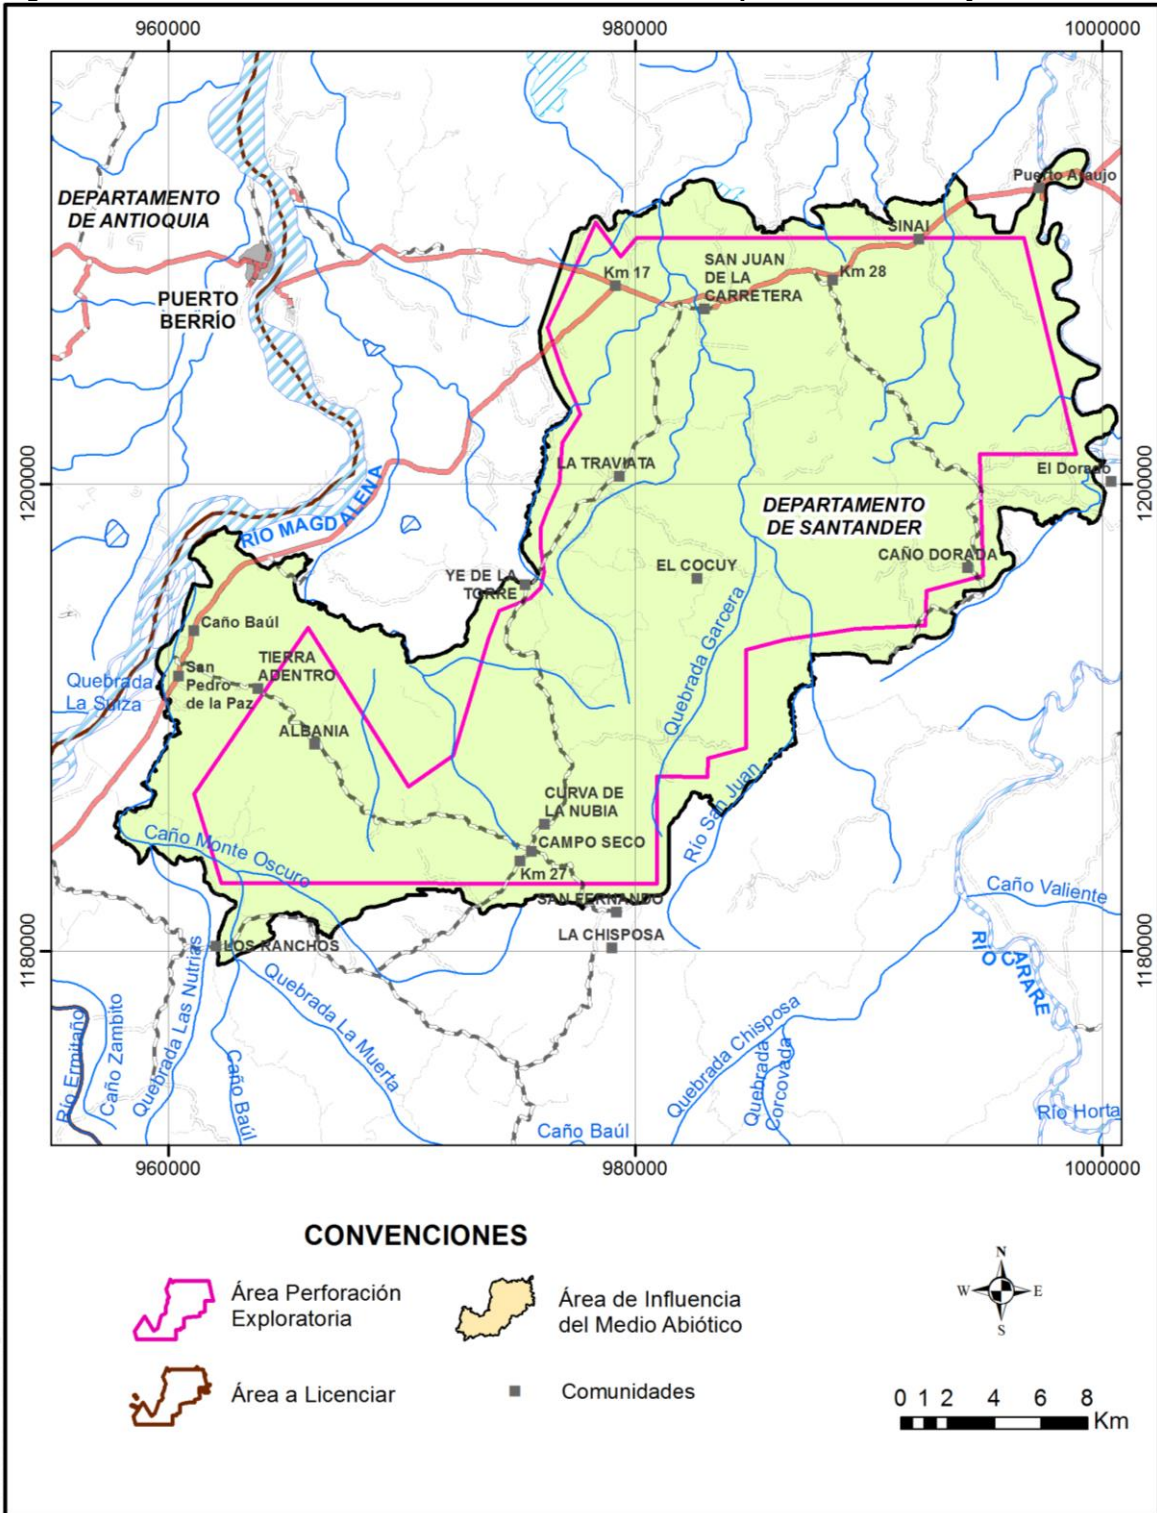 960000
980000
1000000
DEPARTAMENTO
DE ANTIOQUIA
Puerto Araujo
SINAI
SAN JUAN
DE LA
CARRETERA
Km 17
Km 28
PUERTO
BERRÍO
1200000
1200000
LA TRAVIATA
El Dorado
RÍO MAGDALENA
DEPARTAMENTO
DE SANTANDER
CAÑO DORADA
YE DE LA
TORRE
EL COCUY
Caño Baúl
Quebrada Garcera
TIERRA
ADENTRO
San
Pedro
de la Paz
Quebrada
La Suiza
ALBANIA
CURVA DE
LA NUBIA
Río San Juan
Caño Monte Oscuro
CAMPO SECO
Km 27
SAN FERNANDO
Caño Valiente
LOS RANCHOS
LA CHISPOSA
1180000
1180000
RÍO
CARARE
Quebrada Las Nutrias
Quebrada La Muerta
Quebrada Chisposa
Quebrada
Corcovada
Río Ermitaño
Caño Zambito
Caño Baúl
Caño Baúl
Río Horta
960000
980000
1000000
CONVENCIONES
Área Perforación
Exploratoria
Área de Influencia
del Medio Abiótico
Área a Licenciar
Comunidades
N
W
E
S
0 1 2 4 6 8
Km